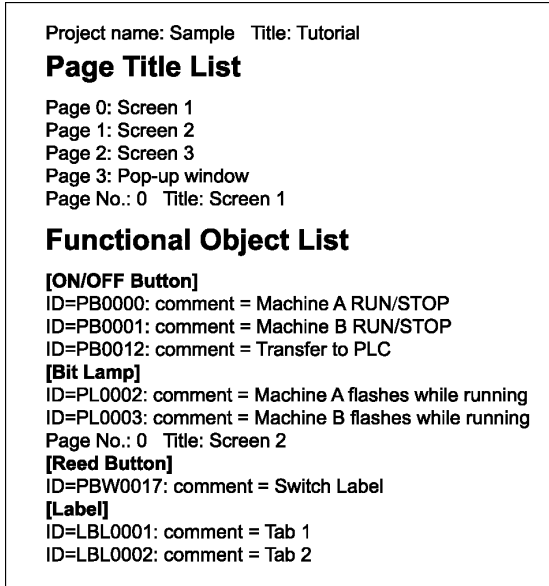 Project name: Sample   Title: Tutorial
Page Title List
Page 0: Screen 1
Page 1: Screen 2
Page 2: Screen 3
Page 3: Pop-up window
Page No.: 0   Title: Screen 1
Functional Object List
[ON/OFF Button]
ID=PB0000: comment = Machine A RUN/STOP
ID=PB0001: comment = Machine B RUN/STOP
ID=PB0012: comment = Transfer to PLC
[Bit Lamp]
ID=PL0002: comment = Machine A flashes while running
ID=PL0003: comment = Machine B flashes while running
Page No.: 0   Title: Screen 2
[Reed Button]
ID=PBW0017: comment = Switch Label
[Label]
ID=LBL0001: comment = Tab 1
ID=LBL0002: comment = Tab 2